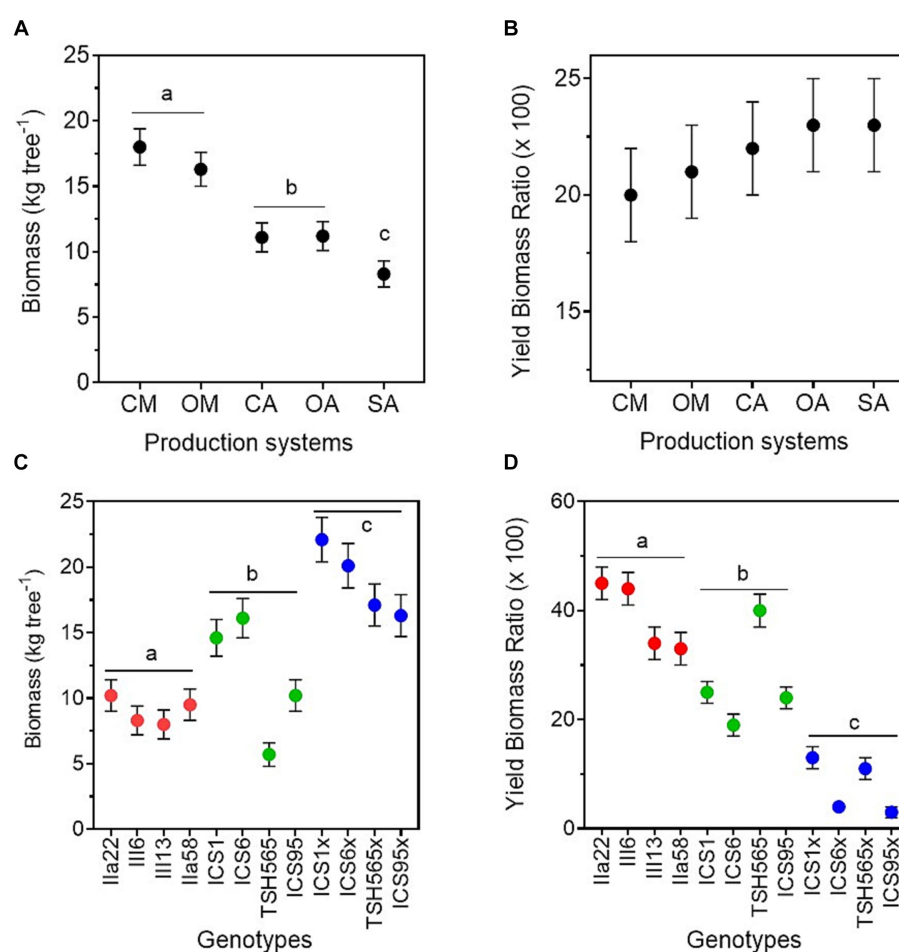 A
25
20
15
10
5
0
Biomass (kg tree⁻¹)
a
b
c
CM OM CA OA SA
Production systems
B
25
20
15
Yield Biomass Ratio (x 100)
CM OM CA OA SA
Production systems
C
25
20
15
10
5
0
Biomass (kg tree⁻¹)
a
b
c
IIa22 III6 III13 IIa58 ICS1 ICS6 TSH565 ICS95 ICS1x ICS6x TSH565x ICS95x
Genotypes
D
60
40
20
0
Yield Biomass Ratio (x 100)
a
b
c
IIa22 III6 III13 IIa58 ICS1 ICS6 TSH565 ICS95 ICS1x ICS6x TSH565x ICS95x
Genotypes